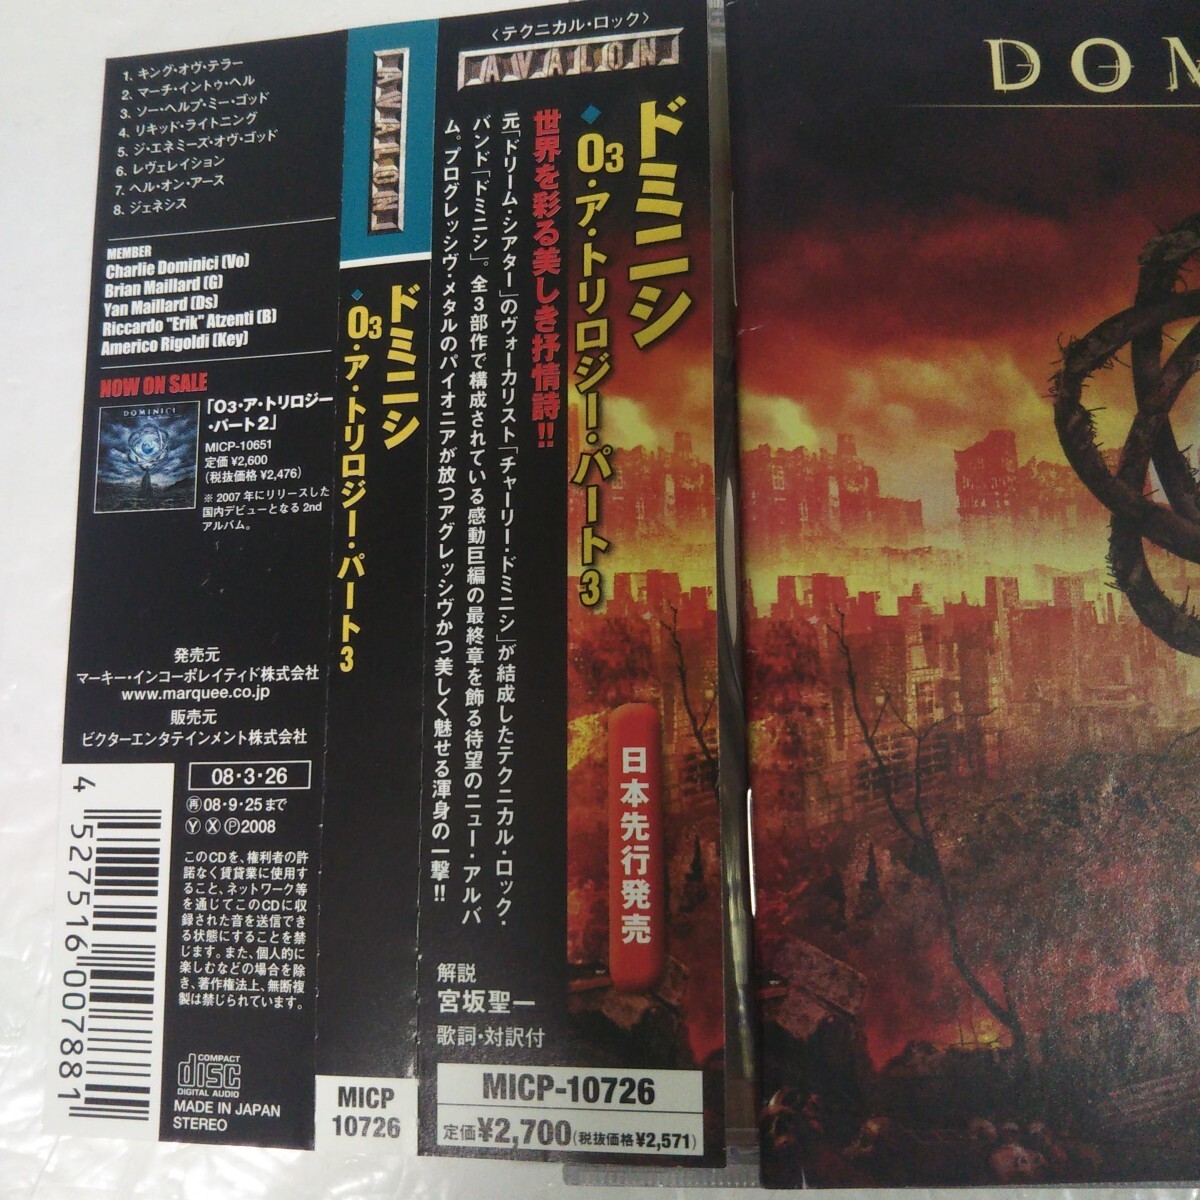 1. キング・オヴ・テラー
2. マーチ・イントゥ・ヘル
3. ソー・ヘルプ・ミー・ゴッド
4. リキッド・ライトニング
5. ジ・エネミーズ・オヴ・ゴッド
6. レヴェレイション
7. ヘル・オン・アース
8. ジェネシス
MEMBER
Charlie Dominici (Vo)
Brian Maillard (G)
Yan Maillard (Ds)
Riccardo "Erik" Atzenti (B)
Americo Rigoldi (Key)
NOW ON SALE
DOMINICI
「O3・ア・トリロジー
・パート2」
MICP-10651
定価 ¥2,600
(税抜価格 ¥2,476)
※ 2007 年にリリースした
国内デビューとなる 2nd
アルバム。
発売元
マーキー・インコーポレイティド株式会社
www.marquee.co.jp
販売元
ビクターエンタテインメント株式会社
08・3・26
再08・9・25まで
Ⓨ Ⓧ Ⓟ2008
このCDを、権利者の許
諾なく賃貸業に使用す
ること、ネットワーク等
を通じてこのCDに収
録された音を送信でき
る状態にすることを禁
じます。また、個人的に
楽しむなどの場合を除
き、著作権法上、無断複
製は禁じられています。
COMPACT
disc
DIGITAL AUDIO
MADE IN JAPAN
STEREO
4 527516 007881
AVALON
ドミニシ
◆O3・ア・トリロジー・パート3
MICP
10726
〈テクニカル・ロック〉
AVALON
ドミニシ
◆O3・ア・トリロジー・パート3
世界を彩る美しき抒情詩!!
元「ドリーム・シアター」のヴォーカリスト「チャーリー・ドミニシ」が結成したテクニカル・ロック・
バンド「ドミニシ」。全3部作で構成されている感動巨編の最終章を飾る待望のニュー・アルバ
ム。プログレッシヴ・メタルのパイオニアが放つアグレッシヴかつ美しく魅せる渾身の一撃!!
日本先行発売
解説
宮坂聖一
歌詞・対訳付
MICP-10726
定価¥2,700(税抜価格¥2,571)
DOM